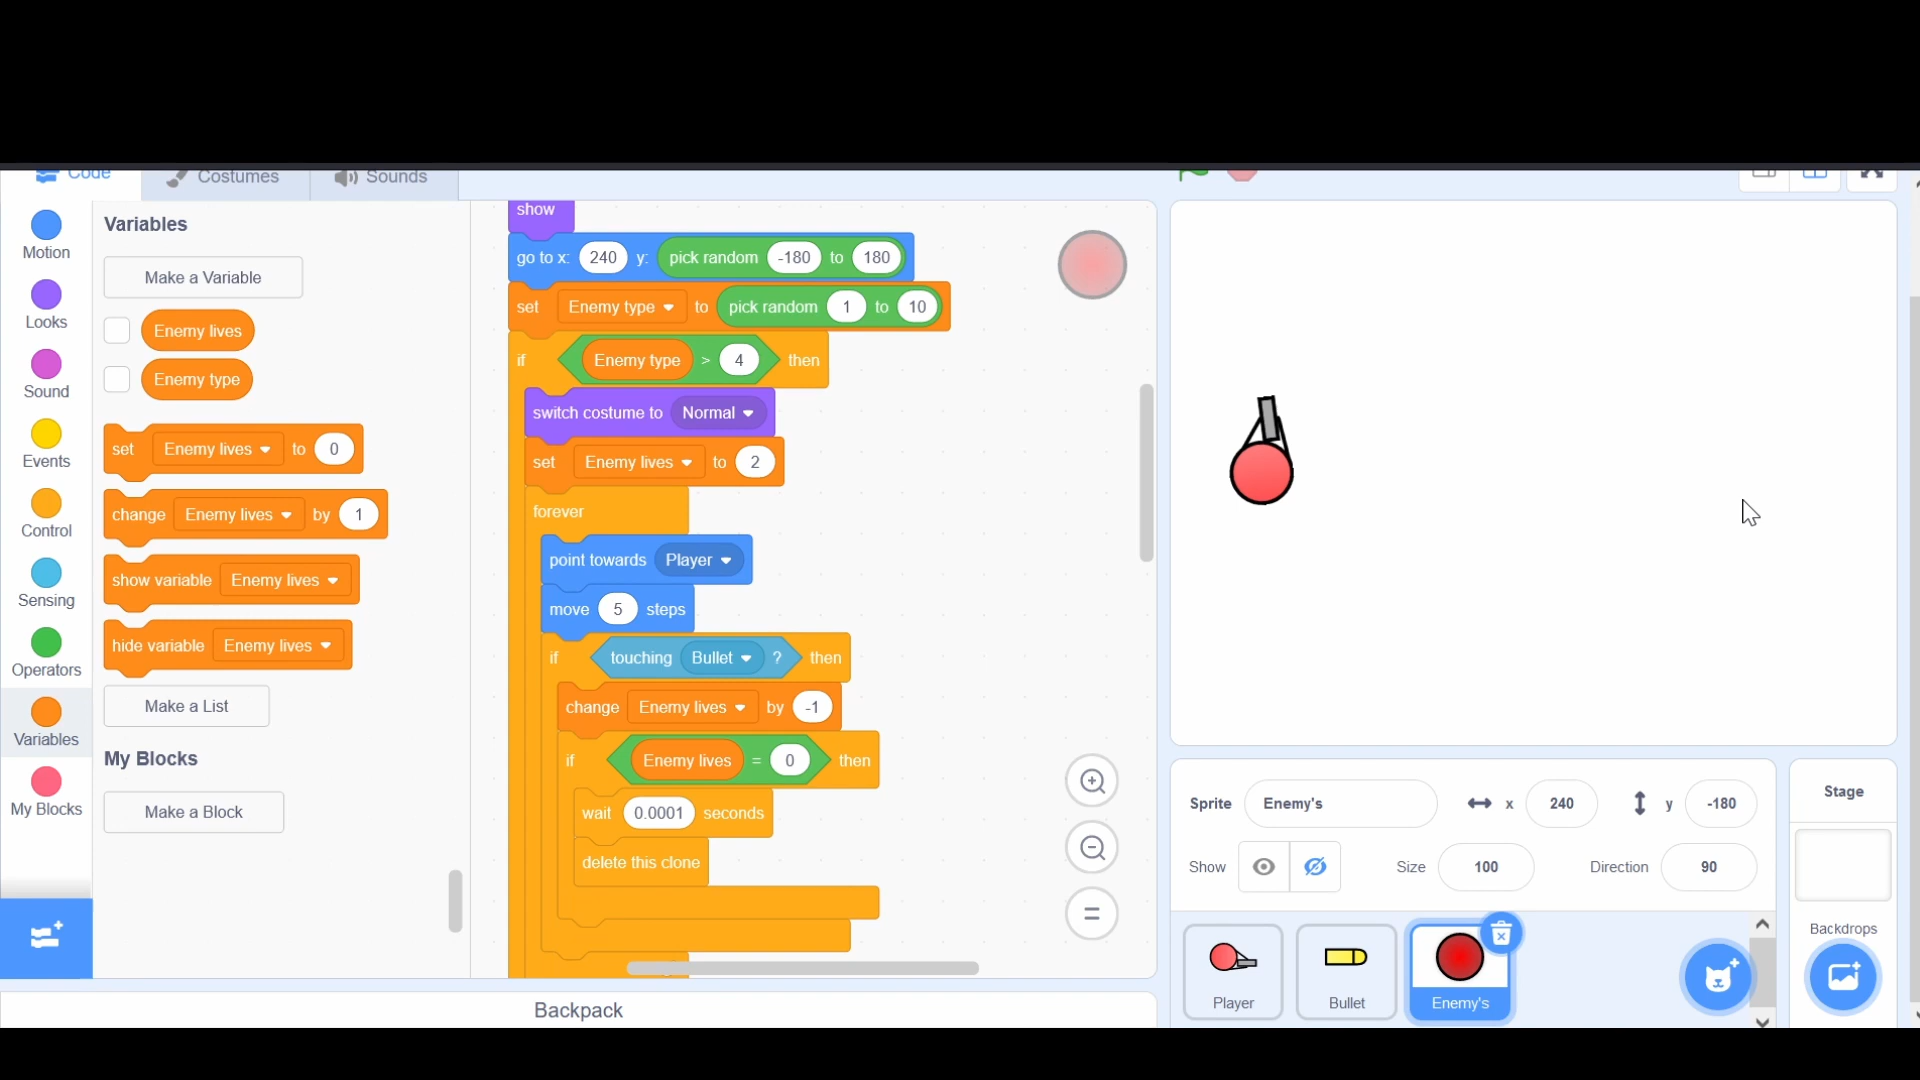 Code
Costumes
Sounds
Motion
Looks
Sound
Events
Control
Sensing
Operators
Variables
My Blocks
Variables
Make a Variable
Enemy lives
Enemy type
set Enemy lives to 0
change Enemy lives by 1
show variable Enemy lives
hide variable Enemy lives
Make a List
My Blocks
Make a Block
show
go to x: 240 y: pick random -180 to 180
set Enemy type to pick random 1 to 10
if Enemy type > 4 then
switch costume to Normal
set Enemy lives to 2
forever
point towards Player
move 5 steps
if touching Bullet ? then
change Enemy lives by -1
if Enemy lives = 0 then
wait 0.0001 seconds
delete this clone
Backpack
Sprite Enemy's x 240 y -180
Show Size 100 Direction 90
Player
Bullet
Enemy's
Stage
Backdrops